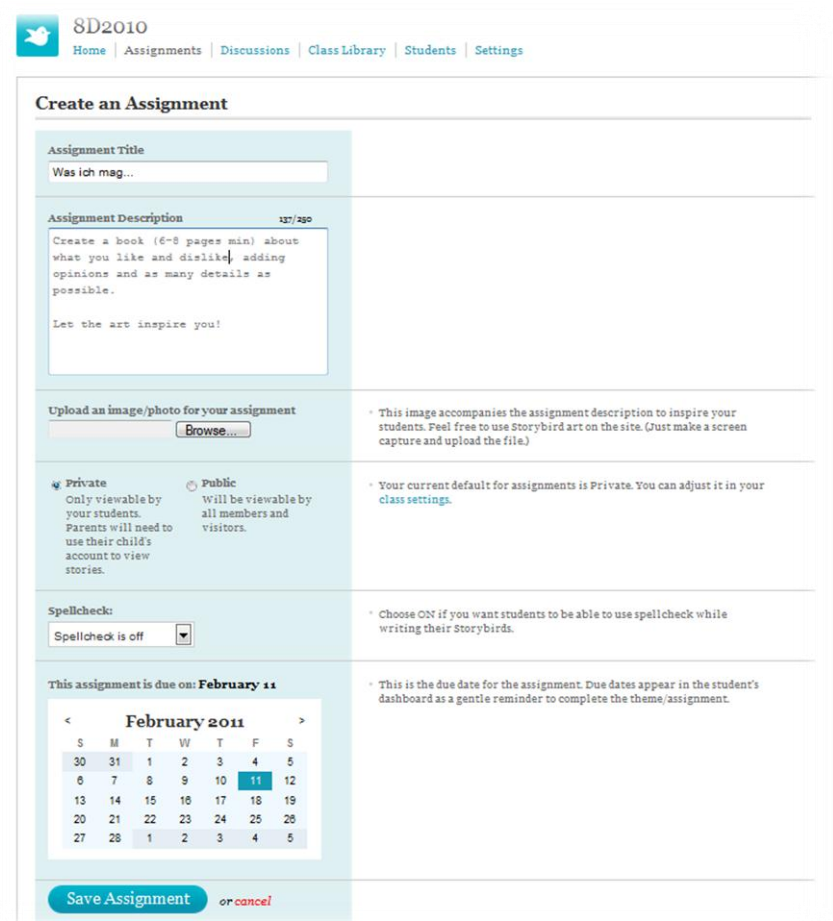 8D2010
Home | Assignments | Discussions | Class Library | Students | Settings
Create an Assignment
Assignment Title
Was ich mag...
Assignment Description 137/250
Create a book (6-8 pages min) about
what you like and dislike, adding
opinions and as many details as
possible.
Let the art inspire you!
Upload an image/photo for your assignment
Browse...
This image accompanies the assignment description to inspire your
students. Feel free to use Storybird art on the site. (Just make a screen
capture and upload the file.)
Private
Only viewable by
your students.
Parents will need to
use their child's
account to view
stories.
Public
Will be viewable by
all members and
visitors.
Your current default for assignments is Private. You can adjust it in your
class settings.
Spellcheck:
Spellcheck is off
Choose ON if you want students to be able to use spellcheck while
writing their Storybirds.
This assignment is due on: February 11
This is the due date for the assignment. Due dates appear in the student's
dashboard as a gentle reminder to complete the theme/assignment.
< February 2011 >
S M T W T F S
30 31 1 2 3 4 5
6 7 8 9 10 11 12
13 14 15 16 17 18 19
20 21 22 23 24 25 26
27 28 1 2 3 4 5
Save Assignment or cancel